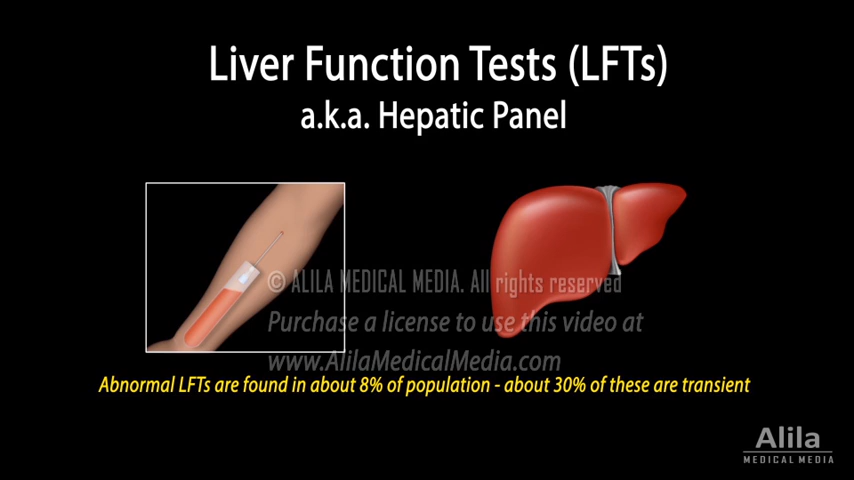 Liver Function Tests (LFTs)
a.k.a. Hepatic Panel
© ALILA MEDICAL MEDIA. All rights reserved
Purchase a license to use this video at
www.AlilaMedicalMedia.com
Abnormal LFTs are found in about 8% of population - about 30% of these are transient
Alila
MEDICAL MEDIA